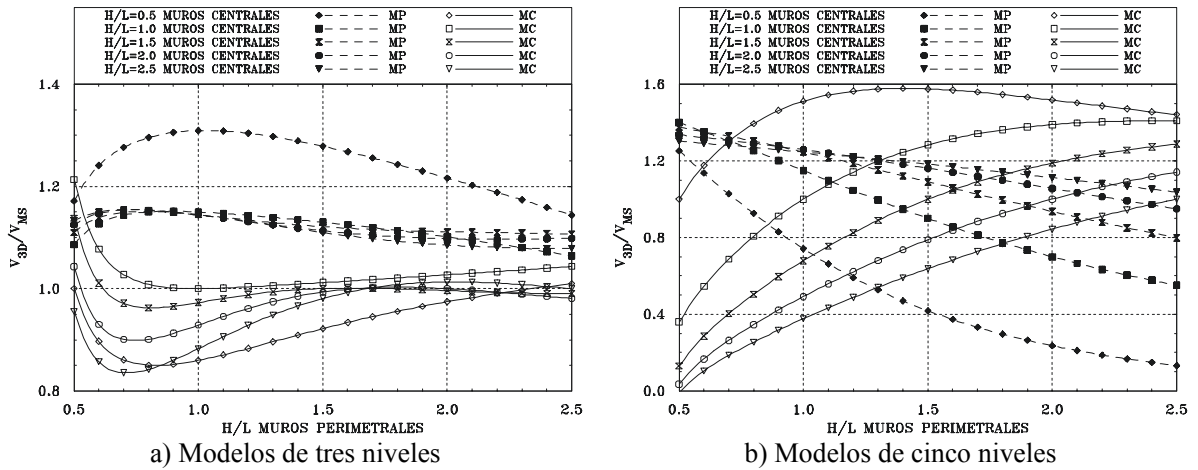 H/L=0.5 MUROS CENTRALES MP MC
H/L=1.0 MUROS CENTRALES MP MC
H/L=1.5 MUROS CENTRALES MP MC
H/L=2.0 MUROS CENTRALES MP MC
H/L=2.5 MUROS CENTRALES MP MC
1.4
1.2
1.0
0.8
V3D/VMS
0.5 1.0 1.5 2.0 2.5
H/L MUROS PERIMETRALES
a) Modelos de tres niveles
H/L=0.5 MUROS CENTRALES MP MC
H/L=1.0 MUROS CENTRALES MP MC
H/L=1.5 MUROS CENTRALES MP MC
H/L=2.0 MUROS CENTRALES MP MC
H/L=2.5 MUROS CENTRALES MP MC
1.6
1.2
0.8
0.4
0.0
V3D/VMS
0.5 1.0 1.5 2.0 2.5
H/L MUROS PERIMETRALES
b) Modelos de cinco niveles